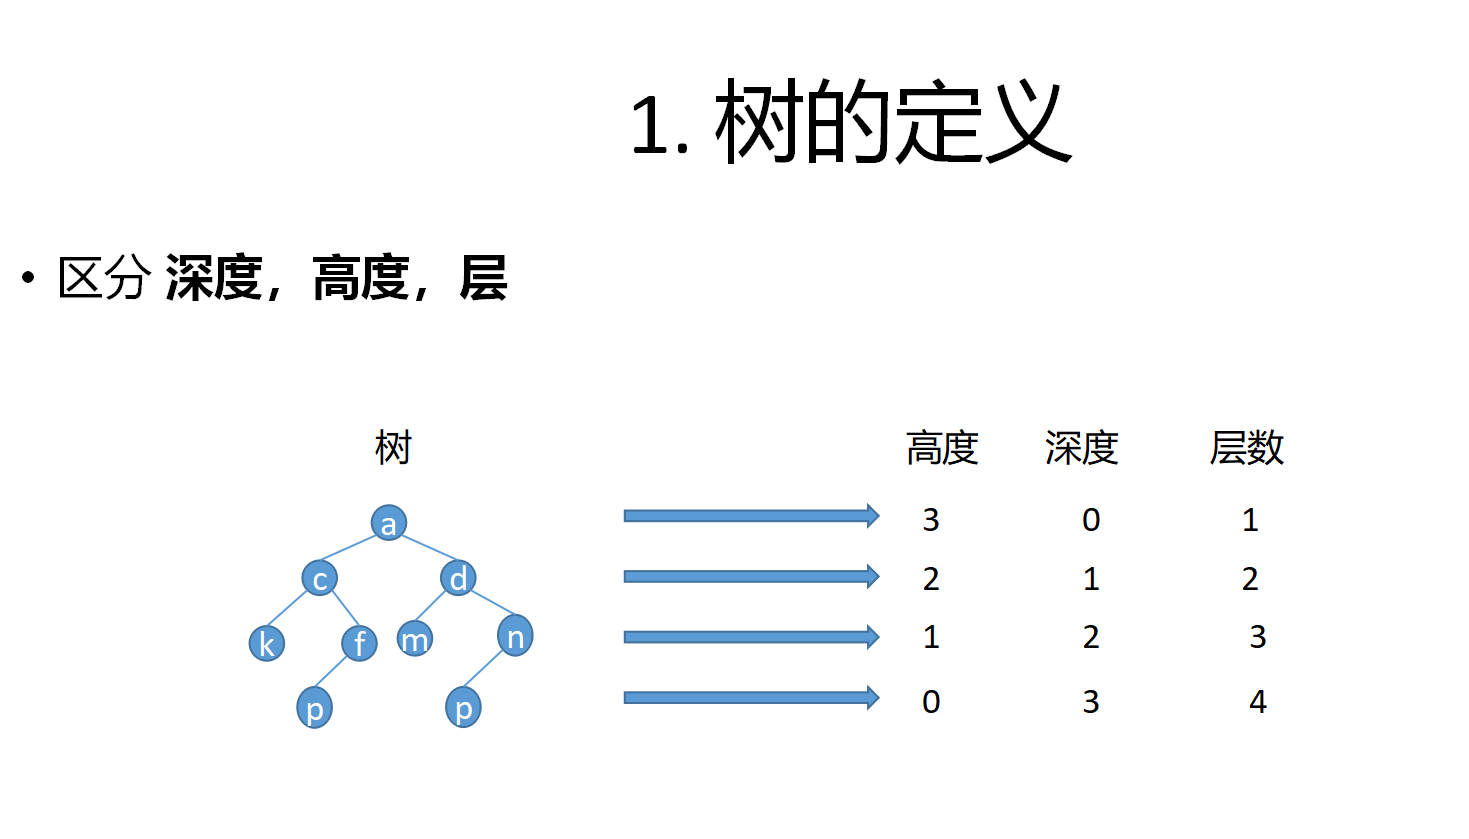 1. 树的定义
• 区分 深度，高度，层
树 高度 深度 层数
a 3 0 1
c d 2 1 2
k f m n 1 2 3
p p 0 3 4